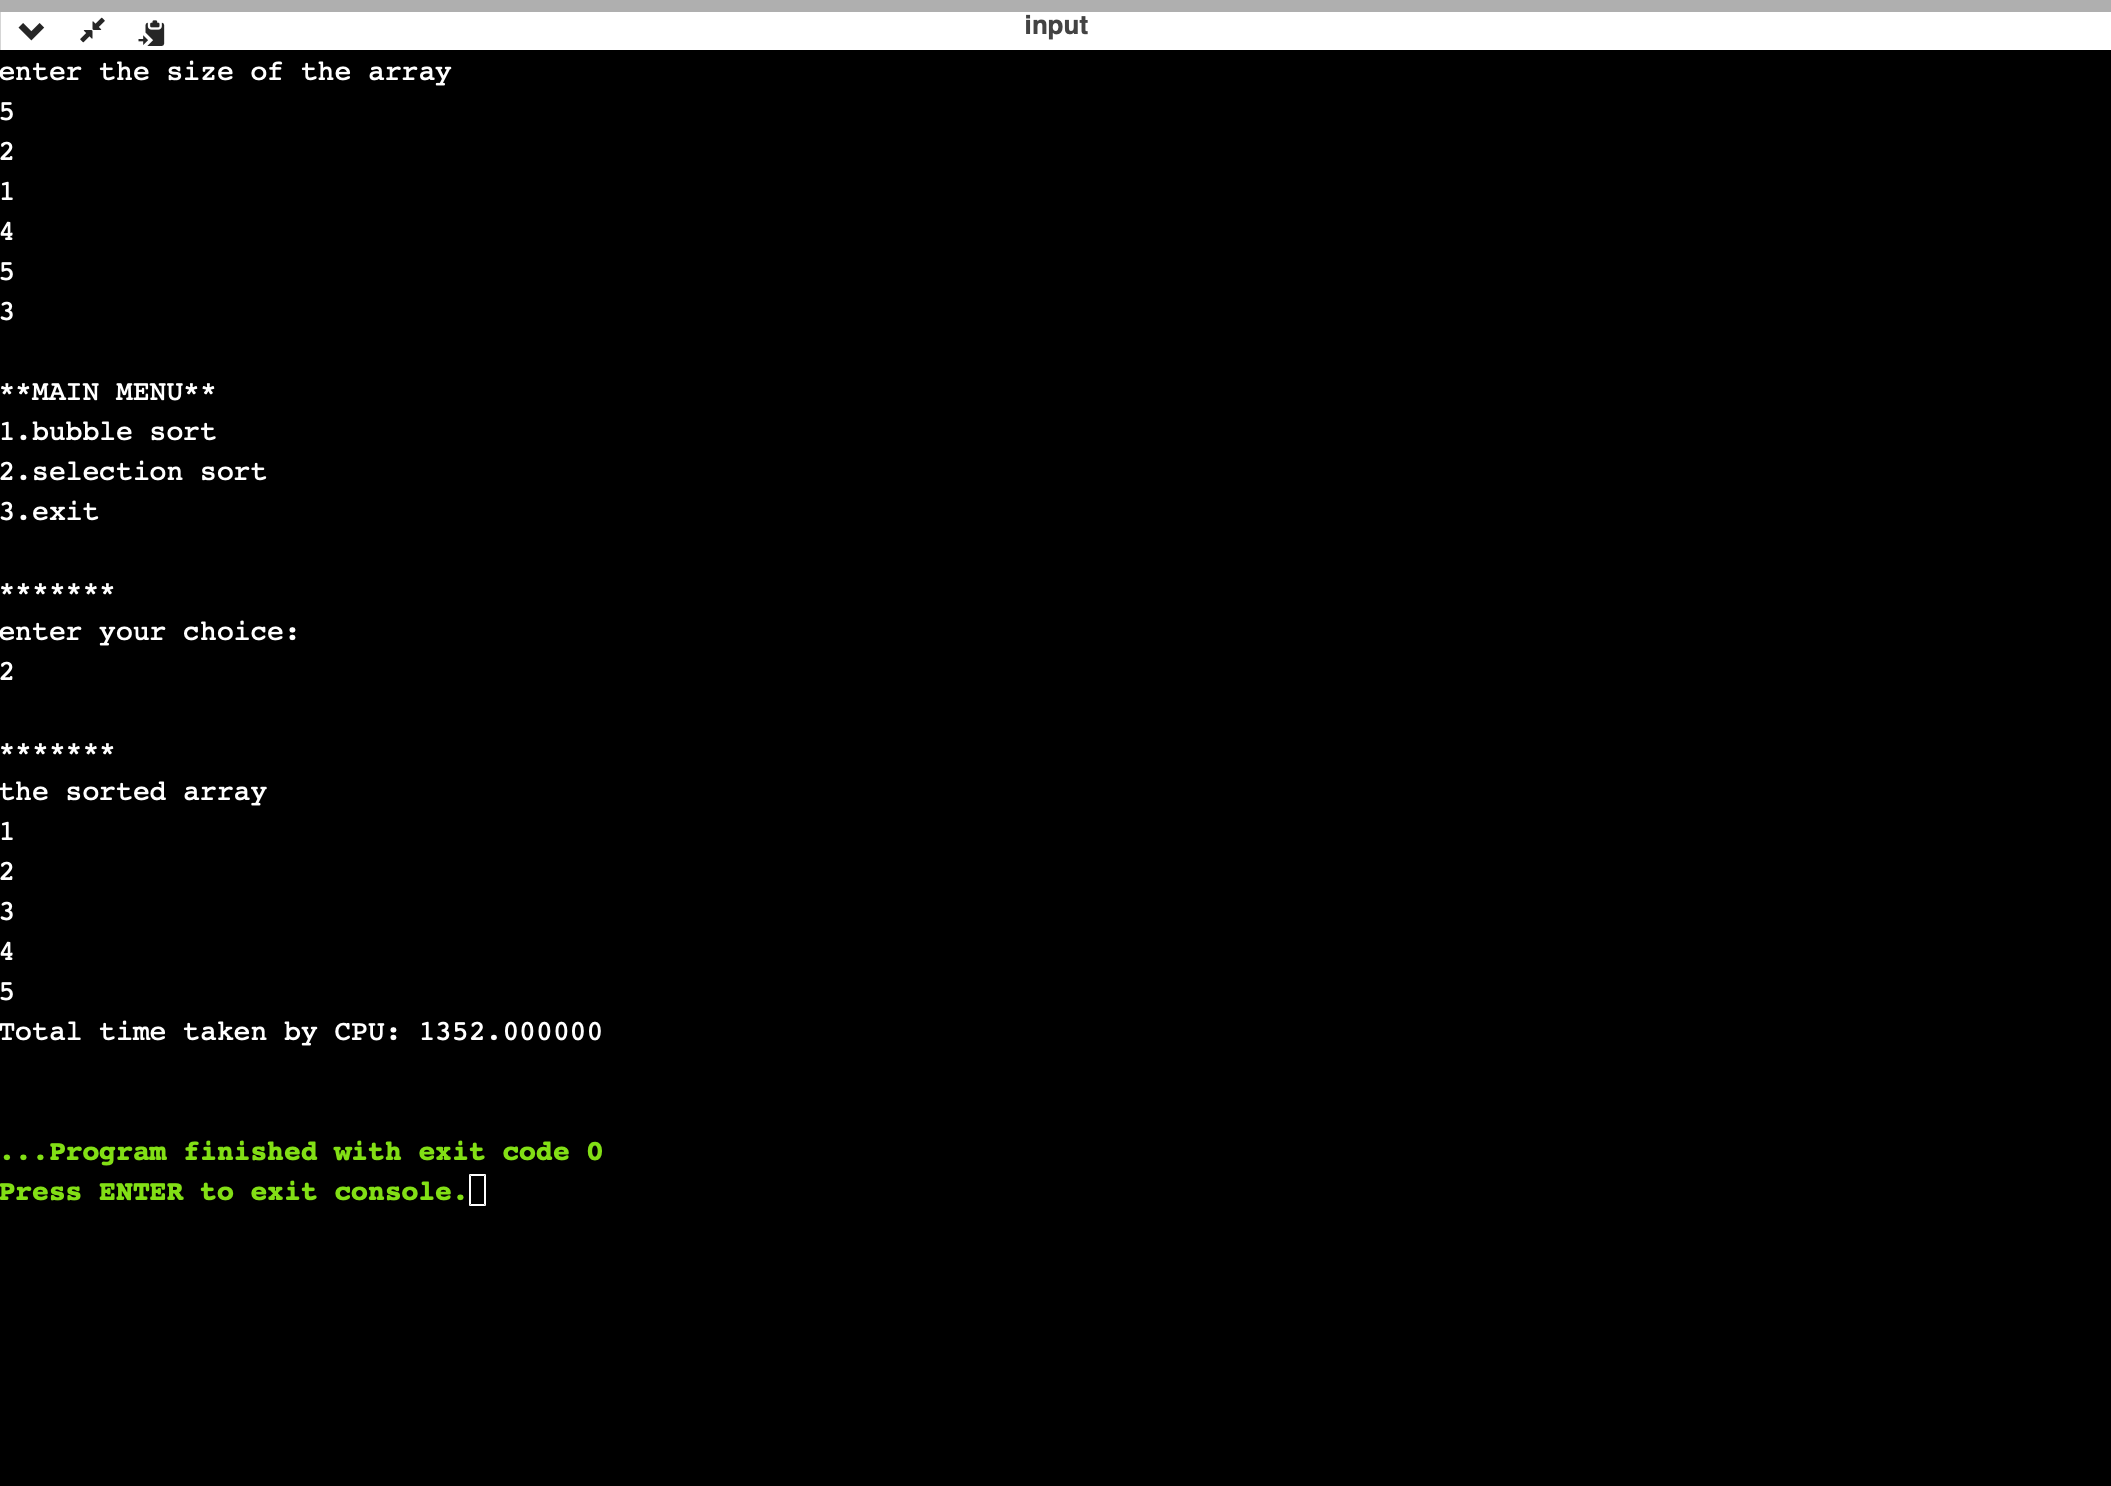 input
enter the size of the array
5
2
1
4
5
3
**MAIN MENU**
1.bubble sort
2.selection sort
3.exit
*******
enter your choice:
2
*******
the sorted array
1
2
3
4
5
Total time taken by CPU: 1352.000000
...Program finished with exit code 0
Press ENTER to exit console.